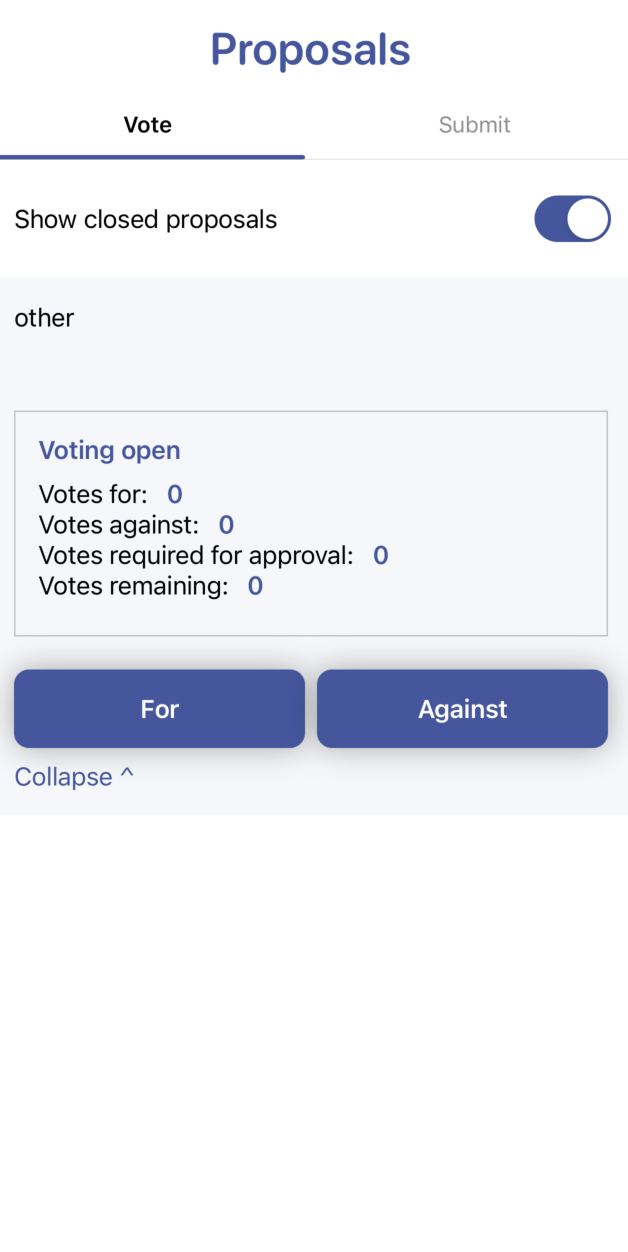 Proposals
Vote Submit
Show closed proposals
other
Voting open
Votes for: 0
Votes against: 0
Votes required for approval: 0
Votes remaining: 0
For Against
Collapse ^